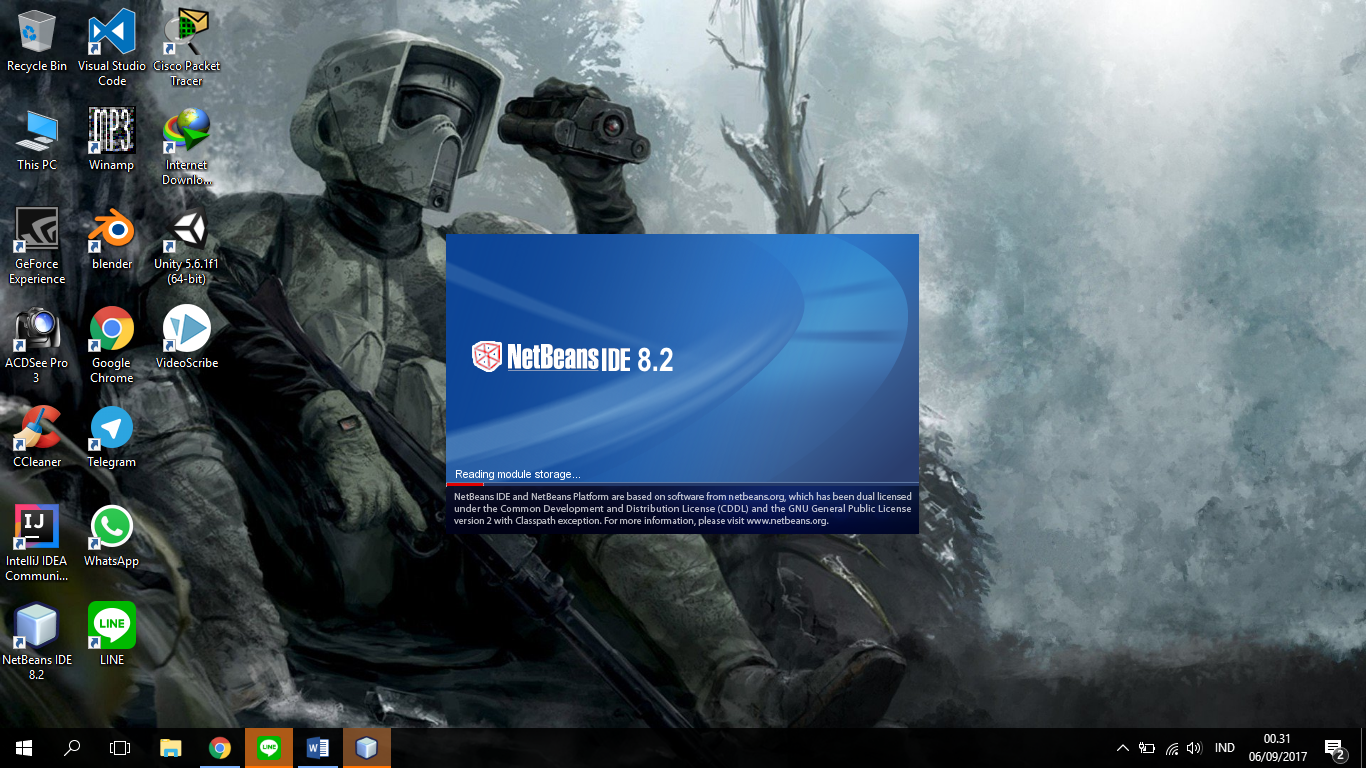 Recycle Bin
Visual Studio
Code
Cisco Packet
Tracer
This PC
MP3
Winamp
Internet
Downlo...
GeForce
Experience
blender
Unity 5.6.1f1
(64-bit)
ACDSee Pro
3
Google
Chrome
VideoScribe
CCleaner
Telegram
IJ
IntelliJ IDEA
Communi...
WhatsApp
NetBeans IDE
8.2
LINE
LINE
NetBeans IDE 8.2
Reading module storage...
NetBeans IDE and NetBeans Platform are based on software from netbeans.org, which has been dual licensed
under the Common Development and Distribution License (CDDL) and the GNU General Public License
version 2 with Classpath exception. For more information, please visit www.netbeans.org.
LINE
W
IND
00.31
06/09/2017
2